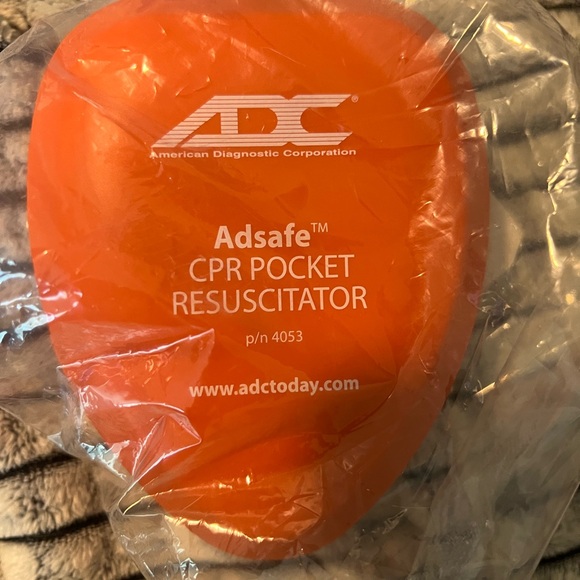 ADC®
American Diagnostic Corporation
Adsafe™
CPR POCKET
RESUSCITATOR
p/n 4053
www.adctoday.com